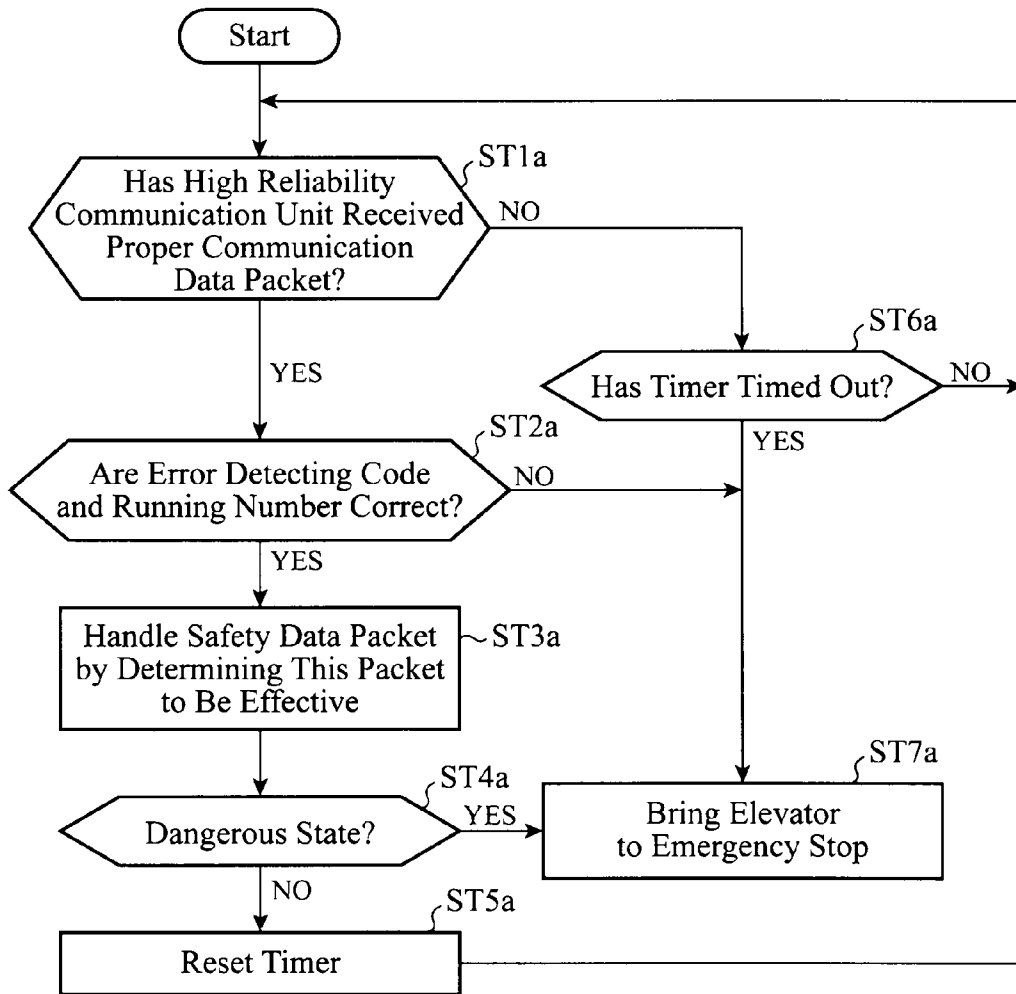 Start
ST1a
Has High Reliability
Communication Unit Received
Proper Communication
Data Packet?
NO
YES
ST6a
Has Timer Timed Out?
NO
YES
ST2a
Are Error Detecting Code
and Running Number Correct?
NO
YES
Handle Safety Data Packet
by Determining This Packet
to Be Effective
ST3a
ST4a
Dangerous State?
YES
NO
ST7a
Bring Elevator
to Emergency Stop
ST5a
Reset Timer